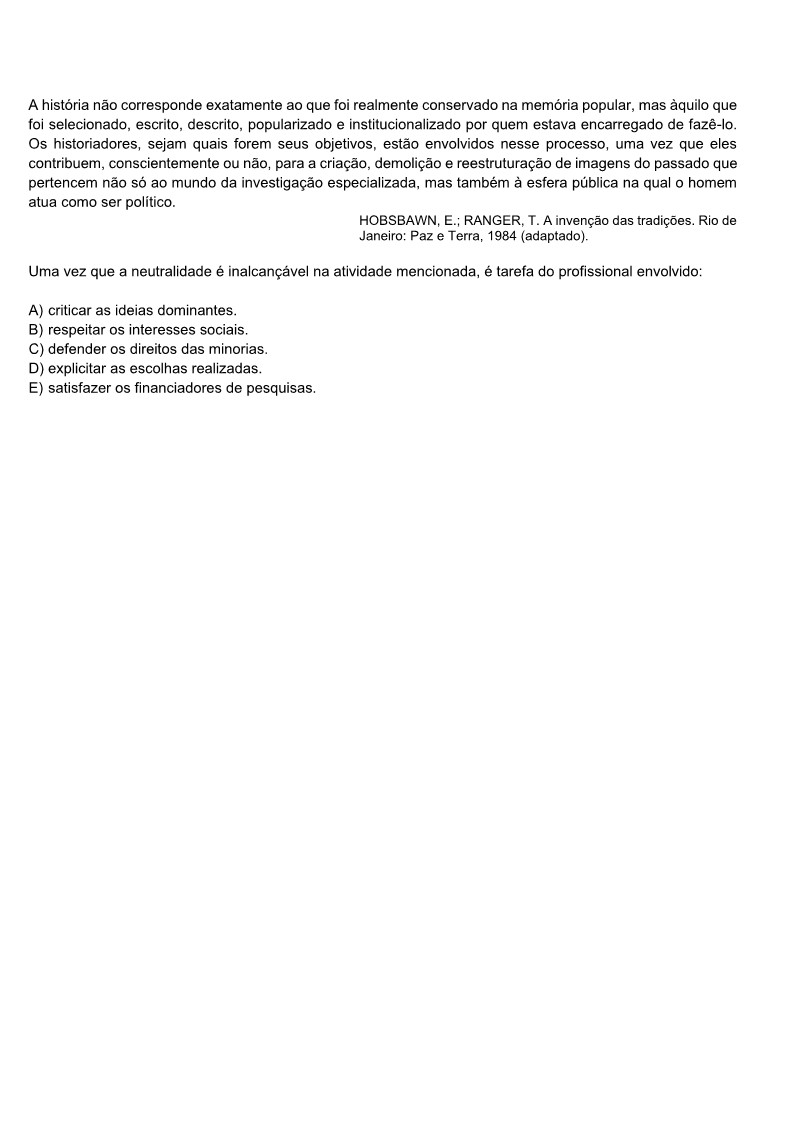 A história não corresponde exatamente ao que foi realmente conservado na memória popular, mas àquilo que
foi selecionado, escrito, descrito, popularizado e institucionalizado por quem estava encarregado de fazê-lo.
Os historiadores, sejam quais forem seus objetivos, estão envolvidos nesse processo, uma vez que eles
contribuem, conscientemente ou não, para a criação, demolição e reestruturação de imagens do passado que
pertencem não só ao mundo da investigação especializada, mas também à esfera pública na qual o homem
atua como ser político.
HOBSBAWN, E.; RANGER, T. A invenção das tradições. Rio de
Janeiro: Paz e Terra, 1984 (adaptado).
Uma vez que a neutralidade é inalcançável na atividade mencionada, é tarefa do profissional envolvido:
A) criticar as ideias dominantes.
B) respeitar os interesses sociais.
C) defender os direitos das minorias.
D) explicitar as escolhas realizadas.
E) satisfazer os financiadores de pesquisas.